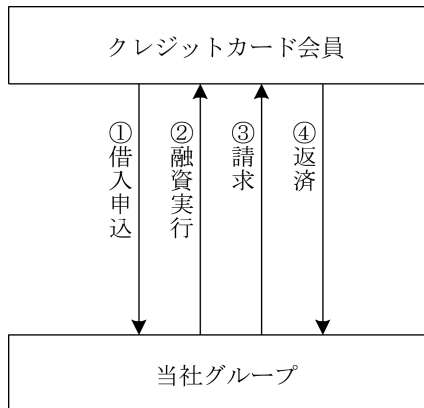 クレジットカード会員
①借入申込
②融資実行
③請求
④返済
当社グループ